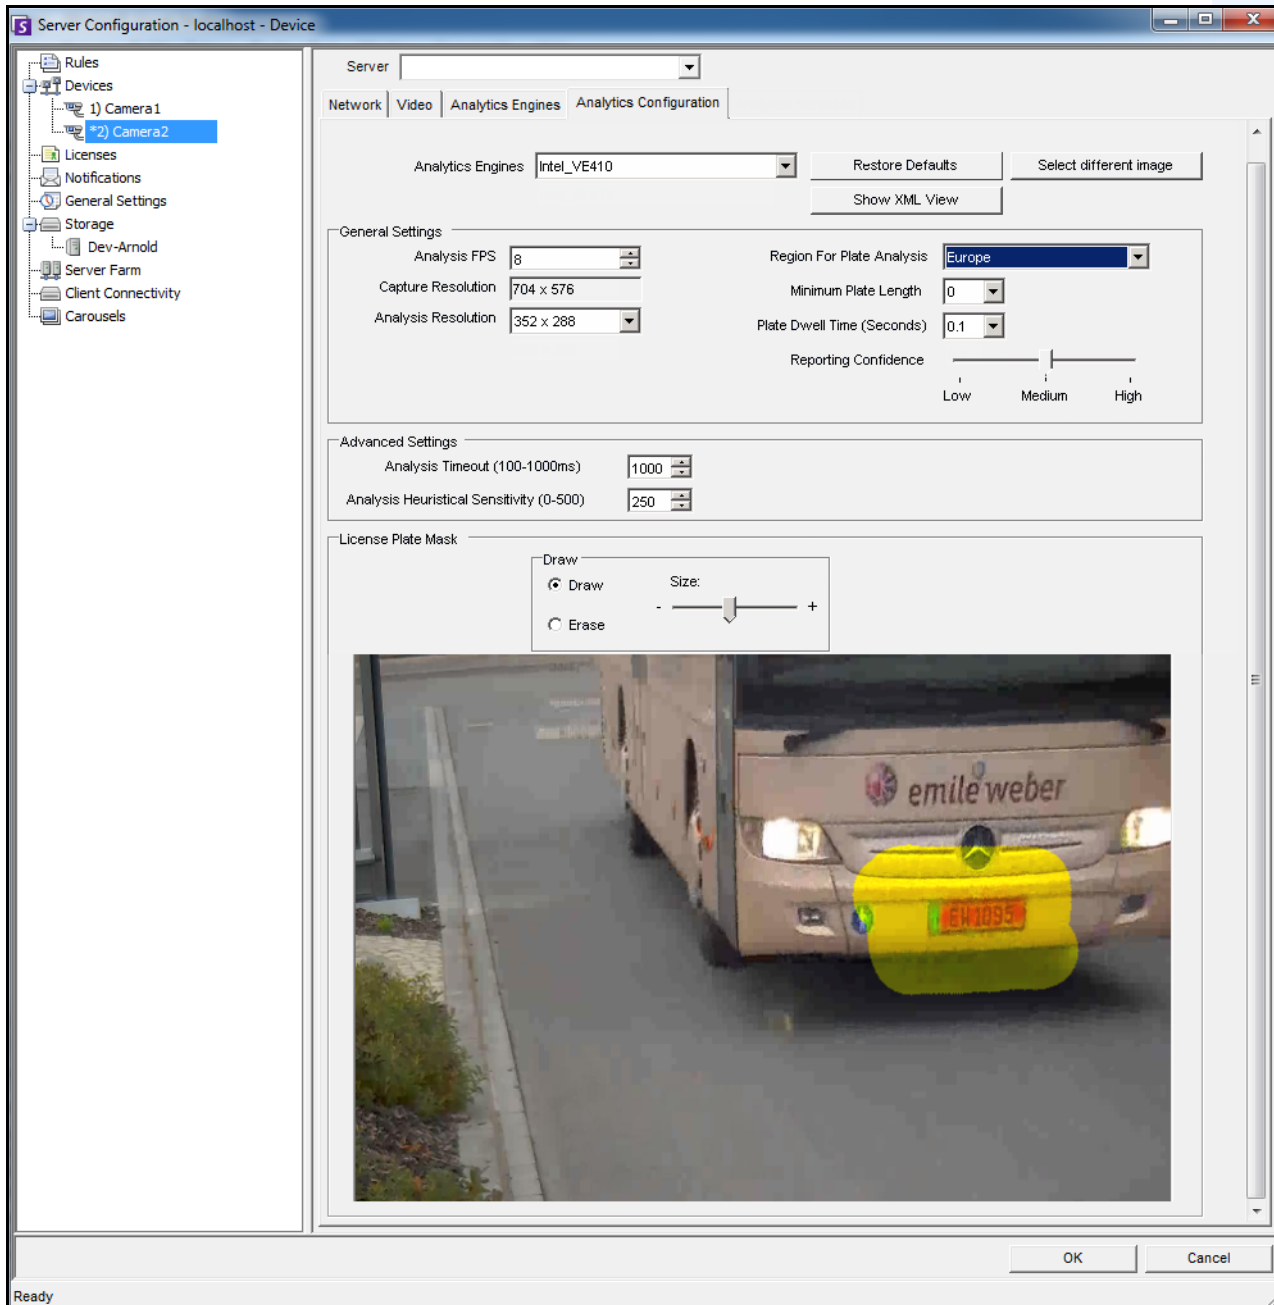 Server Configuration - localhost - Device
Rules
Devices
1) Camera1
*2) Camera2
Licenses
Notifications
General Settings
Storage
Dev-Arnold
Server Farm
Client Connectivity
Carousels
Server
Network Video Analytics Engines Analytics Configuration
Analytics Engines Intel_VE410 Restore Defaults Select different image
Show XML View
General Settings
Analysis FPS 8 Region For Plate Analysis Europe
Capture Resolution 704 x 576 Minimum Plate Length 0
Analysis Resolution 352 x 288 Plate Dwell Time (Seconds) 0.1
Reporting Confidence
Low Medium High
Advanced Settings
Analysis Timeout (100-1000ms) 1000
Analysis Heuristical Sensitivity (0-500) 250
License Plate Mask
Draw
Draw Size:
- +
Erase
emile weber
EW1095
OK Cancel
Ready